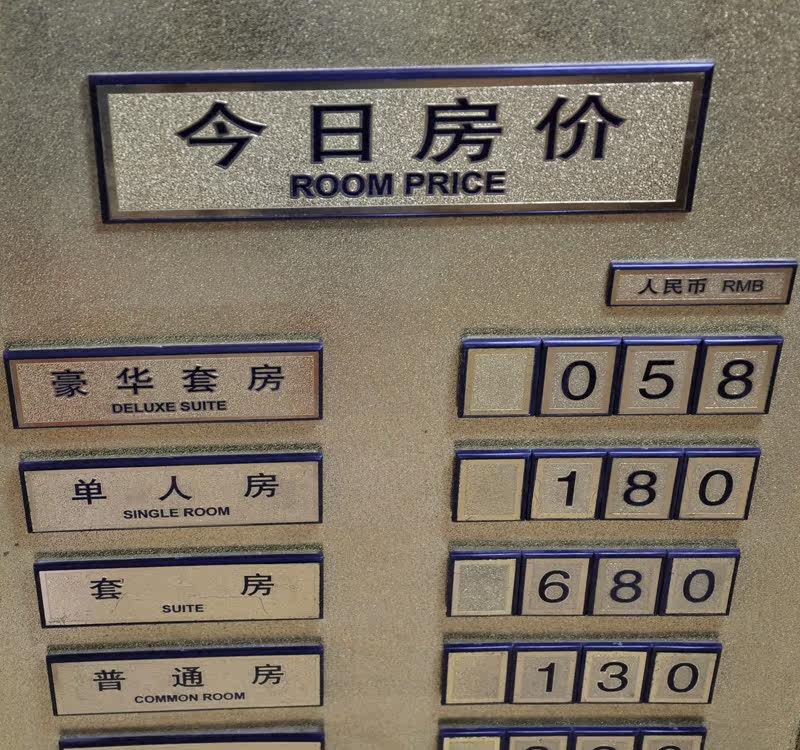 今日房价
ROOM PRICE
人民币 RMB
豪华套房
DELUXE SUITE
058
单人房
SINGLE ROOM
180
套房
SUITE
680
普通房
COMMON ROOM
130